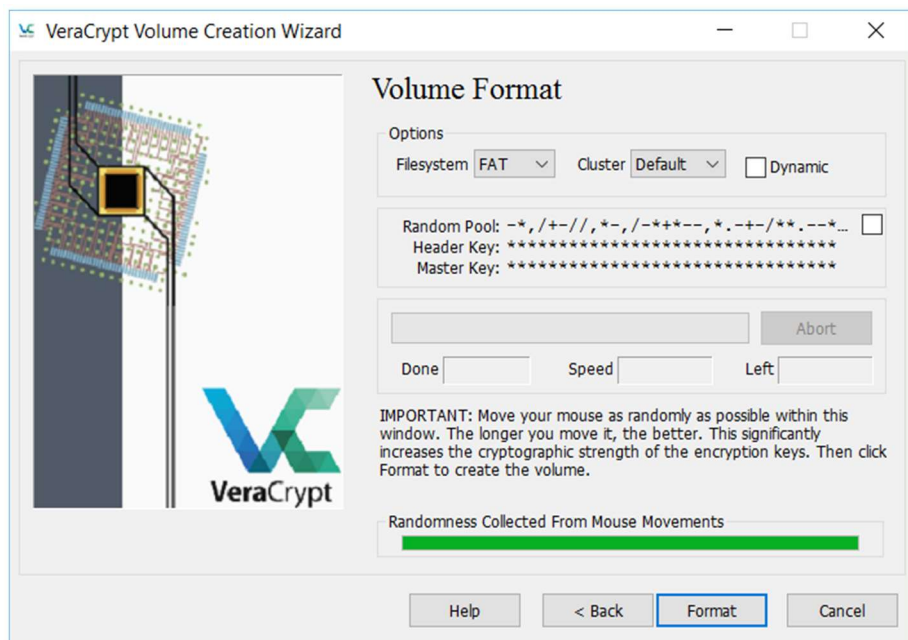 VeraCrypt Volume Creation Wizard
Volume Format
Options
Filesystem FAT Cluster Default Dynamic
Random Pool: -*,/+-//,*-,/-*+*--,*.-+-/**.--*...
Header Key: ********************************
Master Key: ********************************
Abort
Done Speed Left
IMPORTANT: Move your mouse as randomly as possible within this
window. The longer you move it, the better. This significantly
increases the cryptographic strength of the encryption keys. Then click
Format to create the volume.
VeraCrypt
Randomness Collected From Mouse Movements
Help < Back Format Cancel